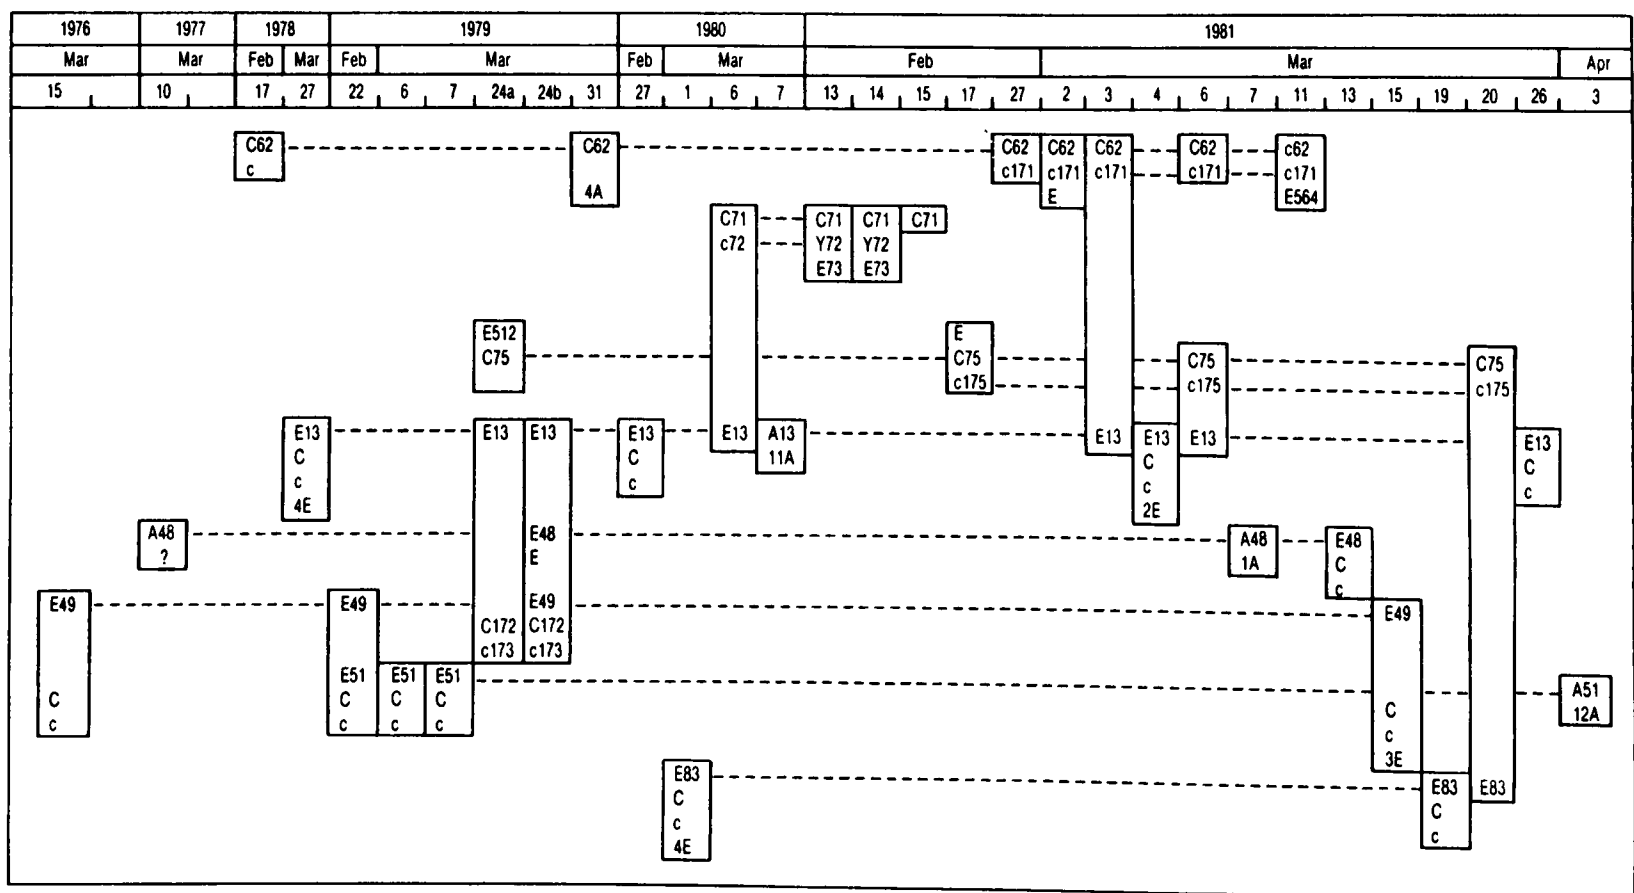 1976 1977 1978 1979 1980 1981
Mar Mar Feb Mar Feb Mar Feb Mar Feb Mar Apr
15 10 17 27 22 6 7 24a 24b 31 27 1 6 7 13 14 15 17 27 2 3 4 6 7 11 13 15 19 20 26 3
C62 C62 C62 C62 C62 C62 c62
c c171 c171 c171 c171 c171
4A E E564
C71 C71 C71 C71
c72 Y72 Y72
E73 E73
E512 E
C75 C75 C75 C75
c175 c175 c175
E13 E13 E13 E13 E13 A13 E13 E13 E13 E13
C C 11A C C
c c c c
4E 2E
A48 E48 A48 E48
? E 1A C
c
E49 E49 E49 E49
C172 C172
c173 c173
E51 E51 E51 A51
C C C C C 12A
c c c c c
3E
E83 E83 E83
C C
c c
4E